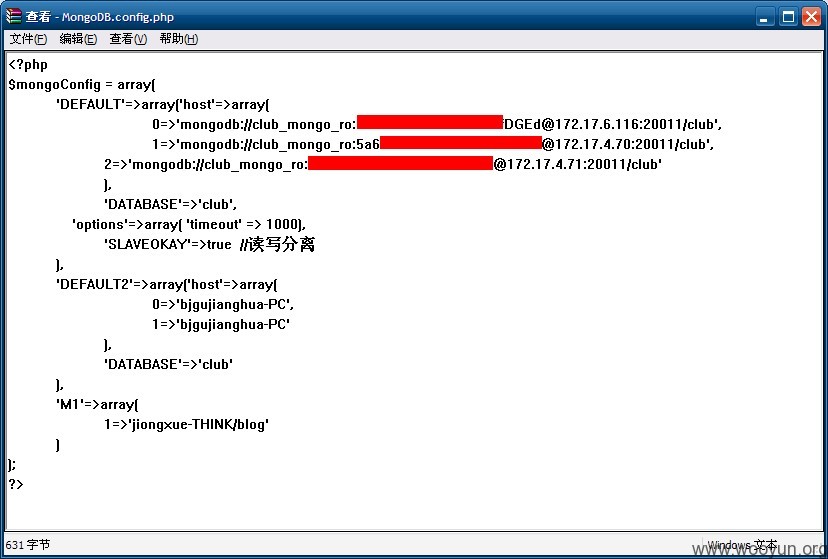 查看 - MongoDB.config.php
文件(F) 编辑(E) 查看(V) 帮助(H)
<?php
$mongoConfig = array(
'DEFAULT'=>array('host'=>array(
0=>'mongodb://club_mongo_ro:fDGEd@172.17.6.116:20011/club',
1=>'mongodb://club_mongo_ro:5a6@172.17.4.70:20011/club',
2=>'mongodb://club_mongo_ro:@172.17.4.71:20011/club'
),
'DATABASE'=>'club',
'options'=>array( 'timeout' => 1000),
'SLAVEOKAY'=>true //读写分离
),
'DEFAULT2'=>array('host'=>array(
0=>'bjgujianghua-PC',
1=>'bjgujianghua-PC'
),
'DATABASE'=>'club'
),
'M1'=>array(
1=>'jiongxue-THINK/blog'
)
);
?>
631 字节
Windows 文本
www.wooyun.org